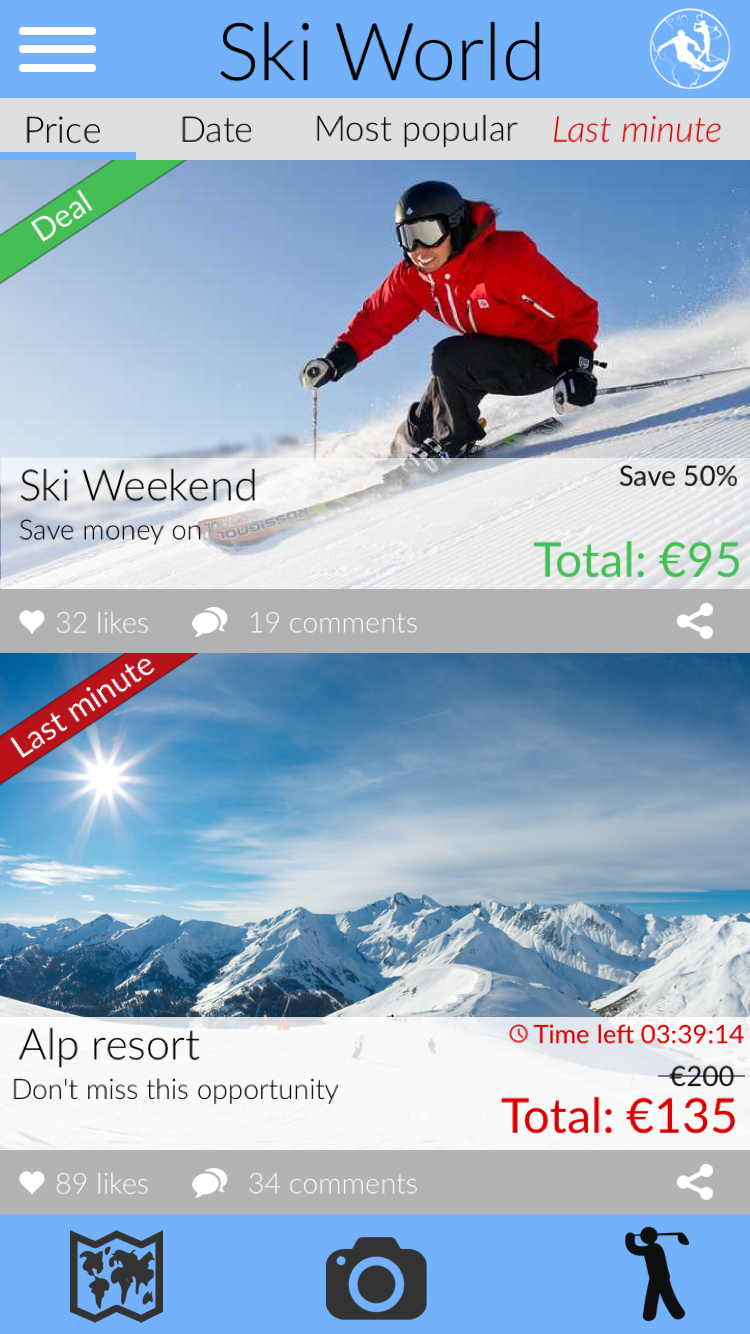 Ski World
Price Date Most popular Last minute
Deal
Ski Weekend
Save 50%
Save money on
ROSSIGNOL
Total: €95
32 likes 19 comments
Last minute
Alp resort
Time left 03:39:14
Don't miss this opportunity
€200
Total: €135
89 likes 34 comments